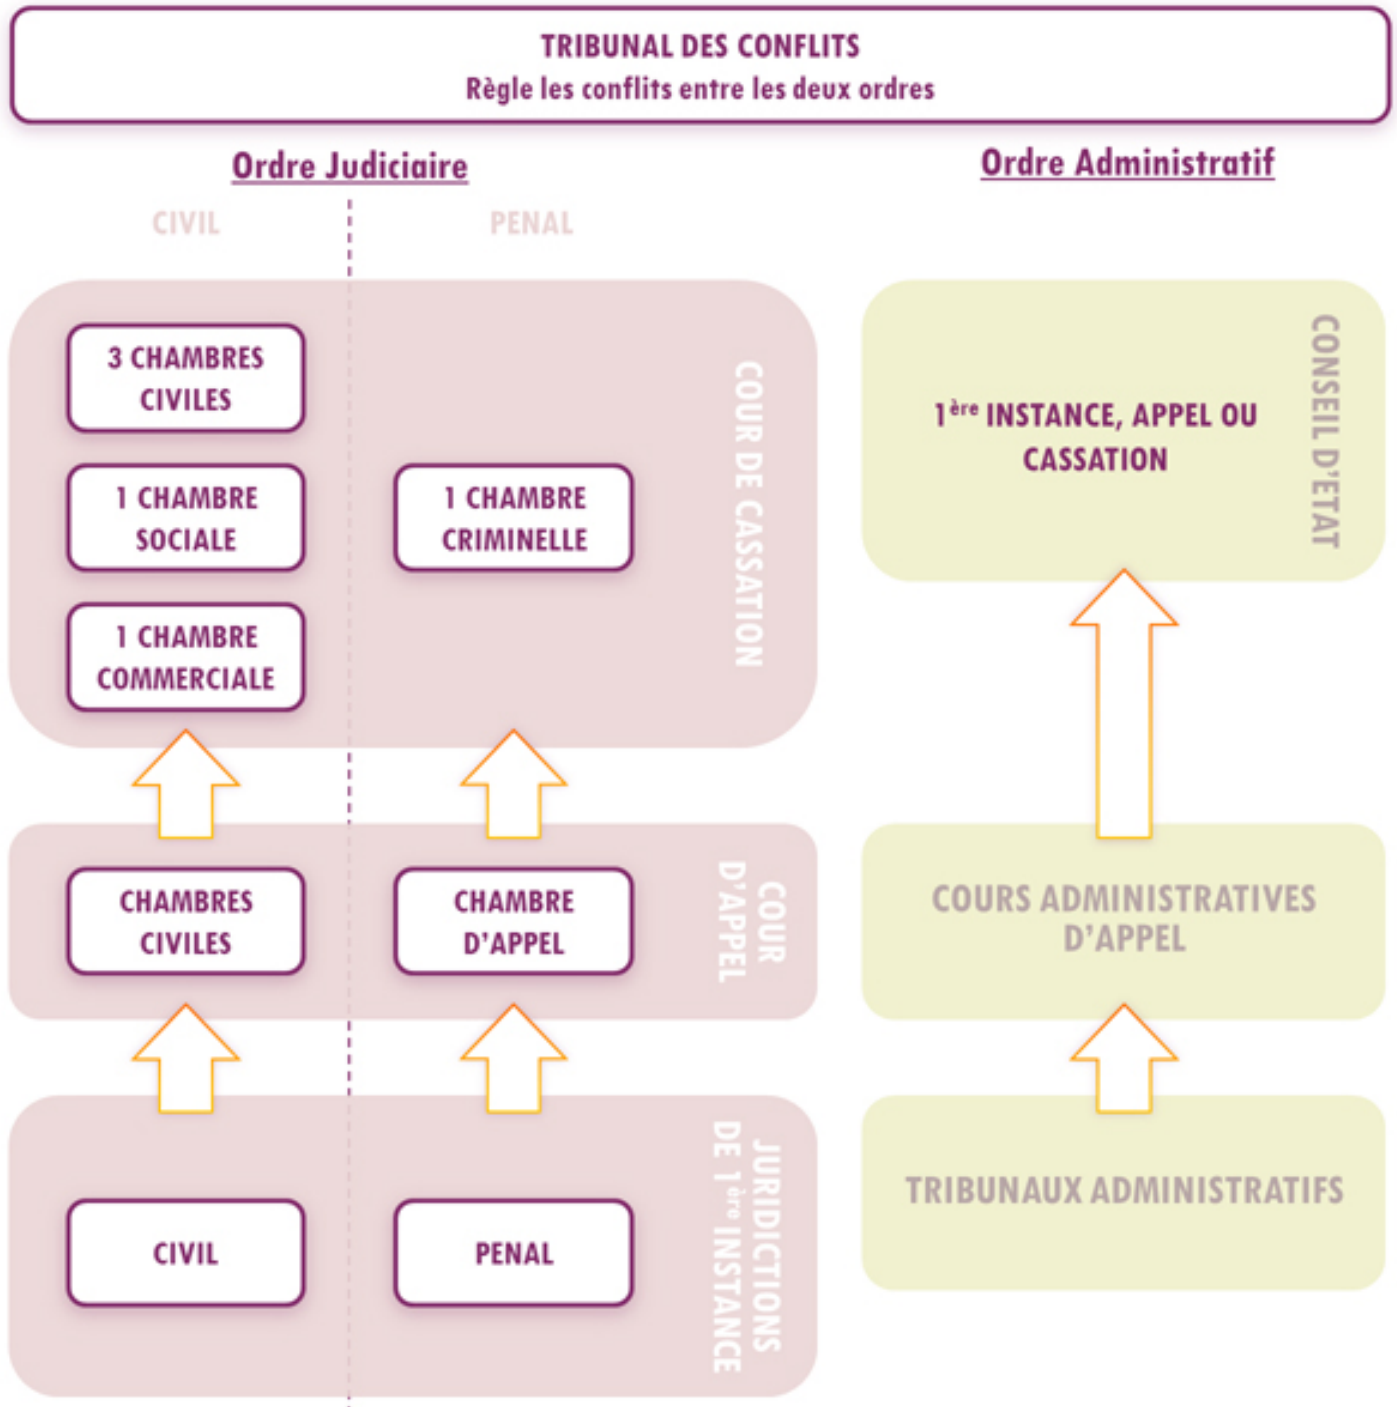 TRIBUNAL DES CONFLITS
Règle les conflits entre les deux ordres
Ordre Judiciaire
Ordre Administratif
CIVIL
PENAL
3 CHAMBRES
CIVILES
1 CHAMBRE
SOCIALE
1 CHAMBRE
COMMERCIALE
1 CHAMBRE
CRIMINELLE
COUR DE CASSATION
1ère INSTANCE, APPEL OU
CASSATION
CONSEIL D'ETAT
CHAMBRES
CIVILES
CHAMBRE
D'APPEL
COUR
D'APPEL
COURS ADMINISTRATIVES
D'APPEL
CIVIL
PENAL
JURIDICTIONS
DE 1ère INSTANCE
TRIBUNAUX ADMINISTRATIFS